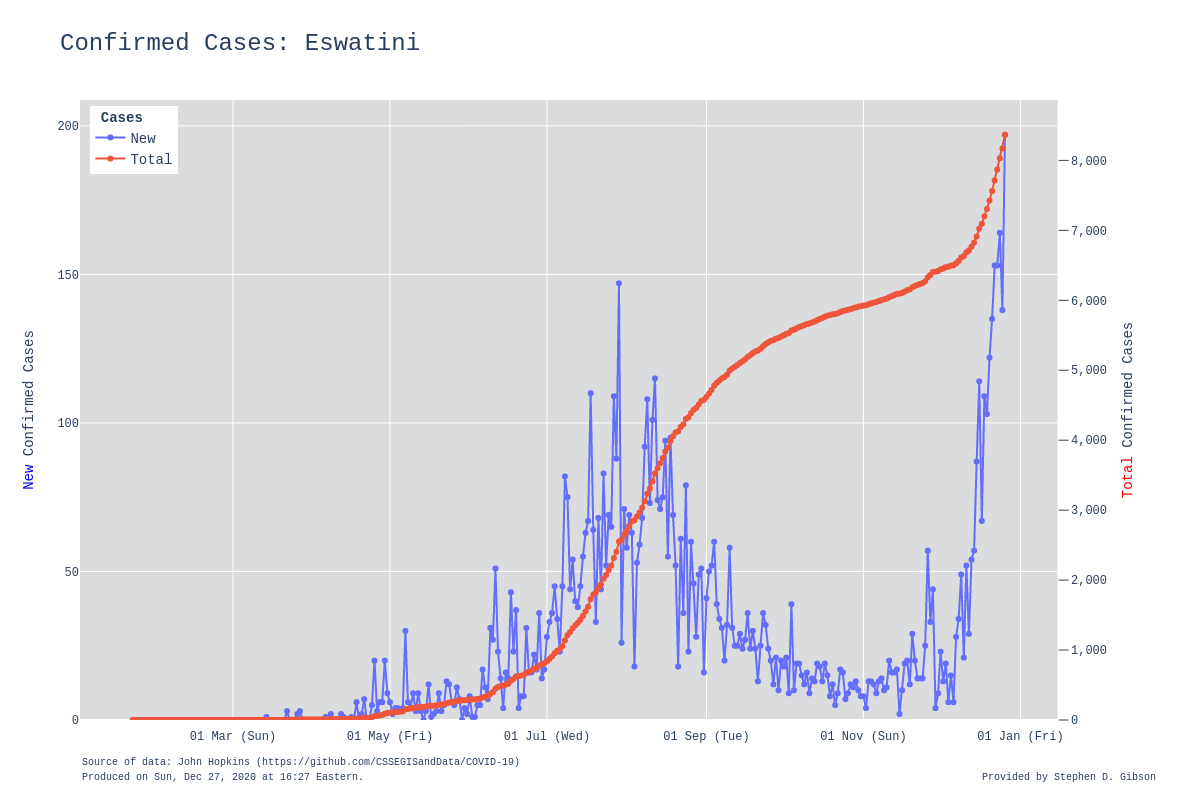 Confirmed Cases: Eswatini
Cases
New
Total
200
150
100
50
0
8,000
7,000
6,000
5,000
4,000
3,000
2,000
1,000
0
New Confirmed Cases
Total Confirmed Cases
01 Mar (Sun) 01 May (Fri) 01 Jul (Wed) 01 Sep (Tue) 01 Nov (Sun) 01 Jan (Fri)
Source of data: John Hopkins (https://github.com/CSSEGISandData/COVID-19)
Produced on Sun, Dec 27, 2020 at 16:27 Eastern.
Provided by Stephen D. Gibson